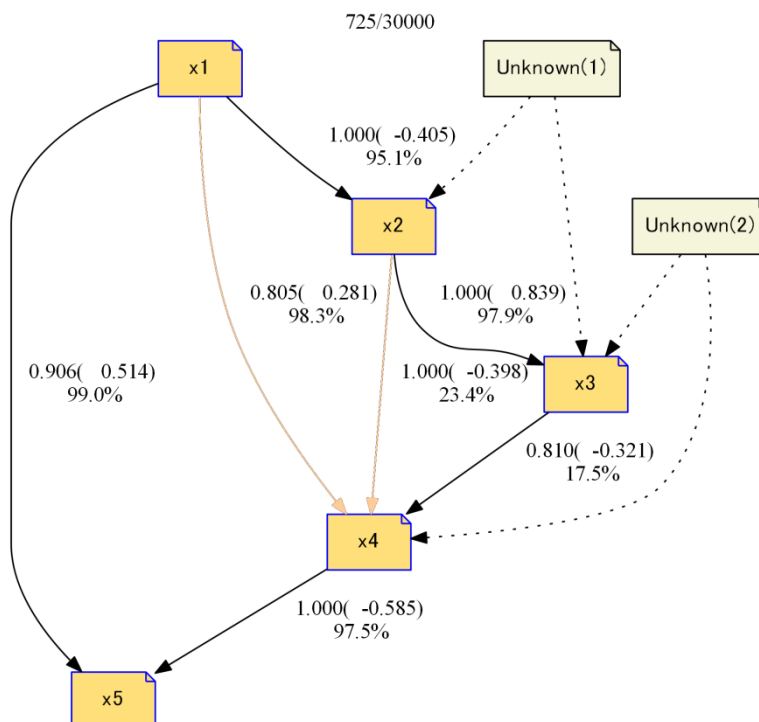 725/30000
x1
Unknown(1)
1.000( -0.405)
95.1%
x2
Unknown(2)
0.805( 0.281)
98.3%
1.000( 0.839)
97.9%
0.906( 0.514)
99.0%
1.000( -0.398)
23.4%
x3
0.810( -0.321)
17.5%
x4
1.000( -0.585)
97.5%
x5